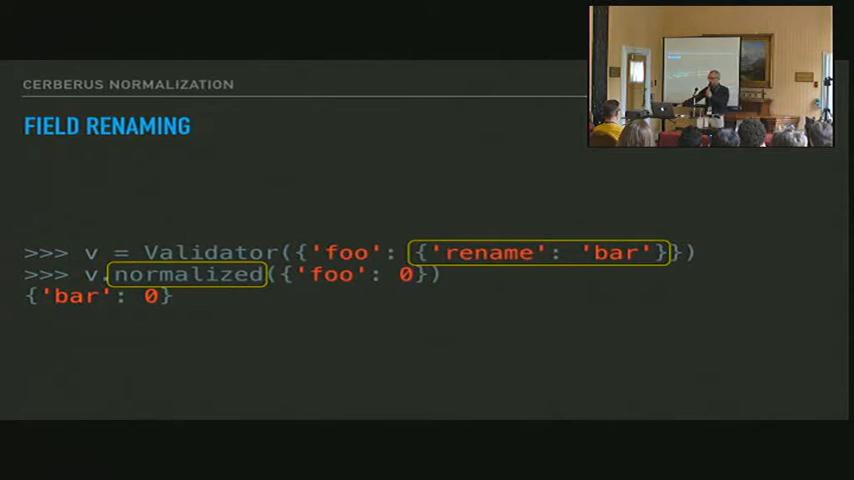 CERBERUS NORMALIZATION
FIELD RENAMING
>>> v = Validator({'foo': {'rename': 'bar'}})
>>> v.normalized({'foo': 0})
{'bar': 0}